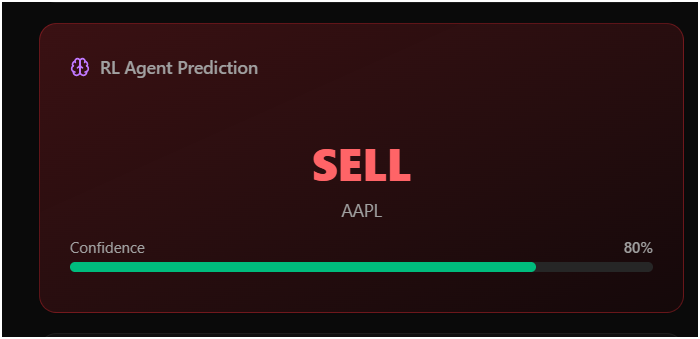 RL Agent Prediction
SELL
AAPL
Confidence 80%